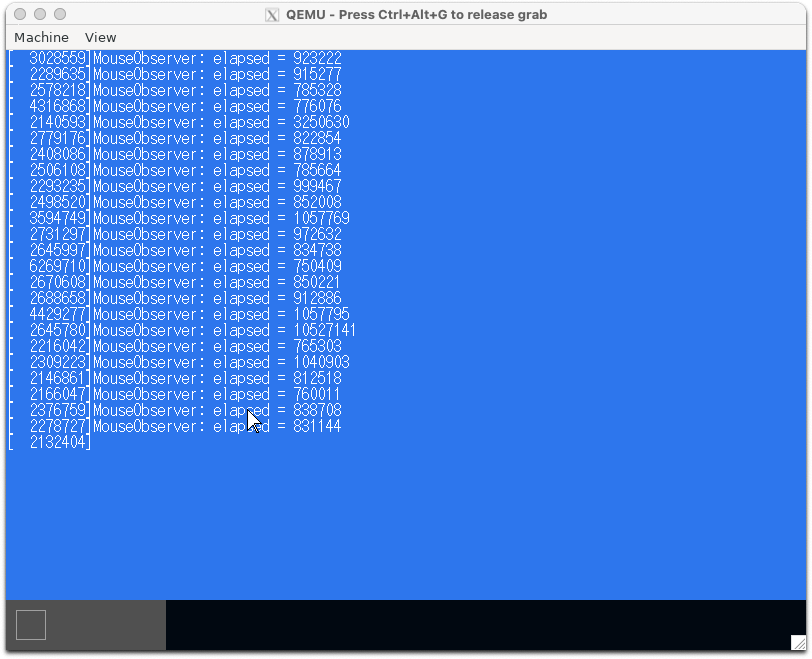 QEMU - Press Ctrl+Alt+G to release grab
Machine View
[ 3028559]MouseObserver: elapsed = 923222
[ 2289635]MouseObserver: elapsed = 915277
[ 2578218]MouseObserver: elapsed = 785328
[ 4316868]MouseObserver: elapsed = 776076
[ 2140593]MouseObserver: elapsed = 3250630
[ 2779176]MouseObserver: elapsed = 822854
[ 2408086]MouseObserver: elapsed = 878913
[ 2506108]MouseObserver: elapsed = 785664
[ 2293235]MouseObserver: elapsed = 999467
[ 2498520]MouseObserver: elapsed = 852008
[ 3594749]MouseObserver: elapsed = 1057769
[ 2731297]MouseObserver: elapsed = 972632
[ 2645997]MouseObserver: elapsed = 834738
[ 6269710]MouseObserver: elapsed = 750409
[ 2670608]MouseObserver: elapsed = 850221
[ 2688658]MouseObserver: elapsed = 912886
[ 4429277]MouseObserver: elapsed = 1057795
[ 2645780]MouseObserver: elapsed = 10527141
[ 2216042]MouseObserver: elapsed = 765303
[ 2309223]MouseObserver: elapsed = 1040903
[ 2146861]MouseObserver: elapsed = 812518
[ 2166047]MouseObserver: elapsed = 760011
[ 2376759]MouseObserver: elapsed = 838708
[ 2278727]MouseObserver: elapsed = 831144
[ 2132404]